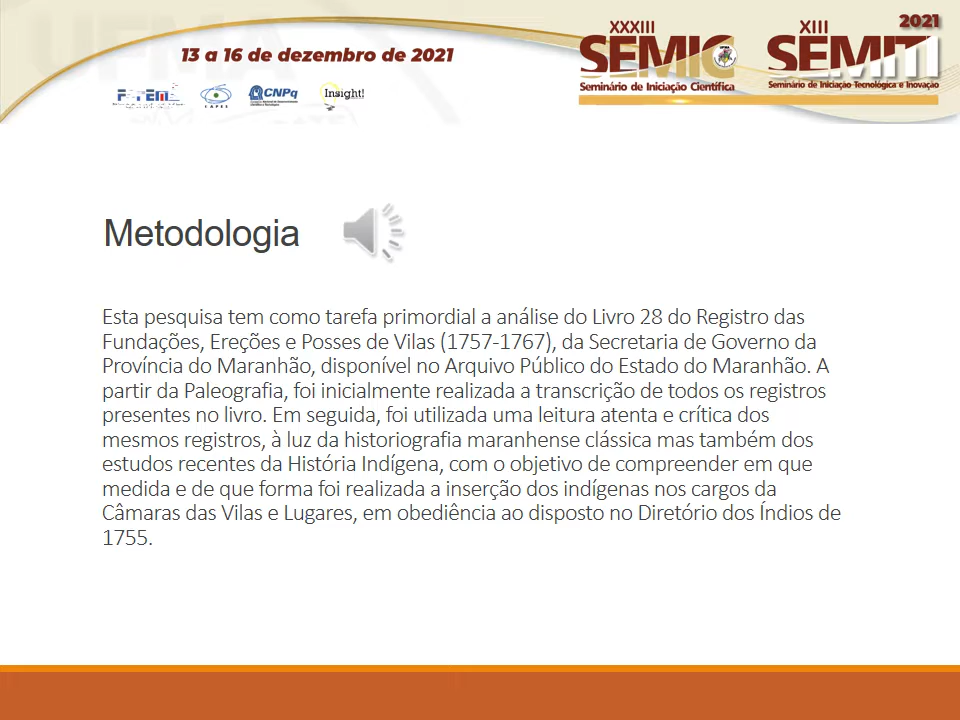 UFMA
13 a 16 de dezembro de 2021
CAPES
CNPq
Insight!
XXXIII
SEMIC
Seminário de Iniciação Científica
2021
XIII
SEMITI
Seminário de Iniciação Tecnológica e Inovação
Metodologia
Esta pesquisa tem como tarefa primordial a análise do Livro 28 do Registro das
Fundações, Ereções e Posses de Vilas (1757-1767), da Secretaria de Governo da
Província do Maranhão, disponível no Arquivo Público do Estado do Maranhão. A
partir da Paleografia, foi inicialmente realizada a transcrição de todos os registros
presentes no livro. Em seguida, foi utilizada uma leitura atenta e crítica dos
mesmos registros, à luz da historiografia maranhense clássica mas também dos
estudos recentes da História Indígena, com o objetivo de compreender em que
medida e de que forma foi realizada a inserção dos indígenas nos cargos da
Câmaras das Vilas e Lugares, em obediência ao disposto no Diretório dos Índios de
1755.